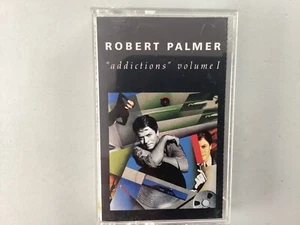 ROBERT PALMER
"addictions" volume I